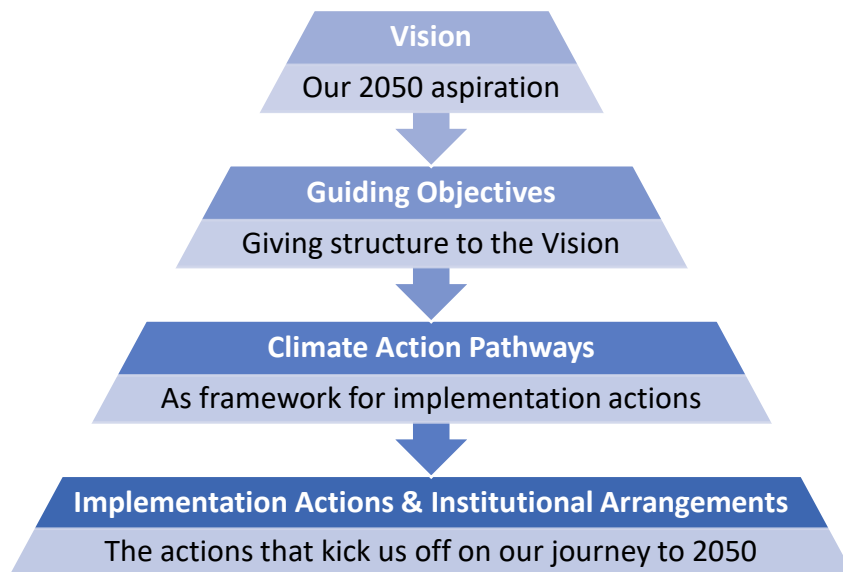 Vision
Our 2050 aspiration
Guiding Objectives
Giving structure to the Vision
Climate Action Pathways
As framework for implementation actions
Implementation Actions & Institutional Arrangements
The actions that kick us off on our journey to 2050